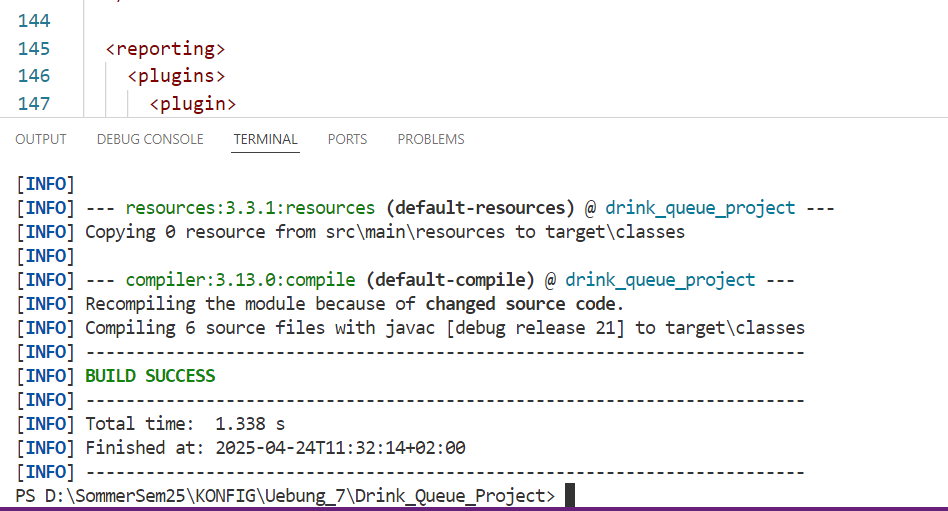 144
145 <reporting>
146 <plugins>
147 <plugin>
OUTPUT DEBUG CONSOLE TERMINAL PORTS PROBLEMS
[INFO]
[INFO] --- resources:3.3.1:resources (default-resources) @ drink_queue_project ---
[INFO] Copying 0 resource from src\main\resources to target\classes
[INFO]
[INFO] --- compiler:3.13.0:compile (default-compile) @ drink_queue_project ---
[INFO] Recompiling the module because of changed source code.
[INFO] Compiling 6 source files with javac [debug release 21] to target\classes
[INFO] ------------------------------------------------------------------------
[INFO] BUILD SUCCESS
[INFO] ------------------------------------------------------------------------
[INFO] Total time:  1.338 s
[INFO] Finished at: 2025-04-24T11:32:14+02:00
[INFO] ------------------------------------------------------------------------
PS D:\SommerSem25\KONFIG\Uebung_7\Drink_Queue_Project>